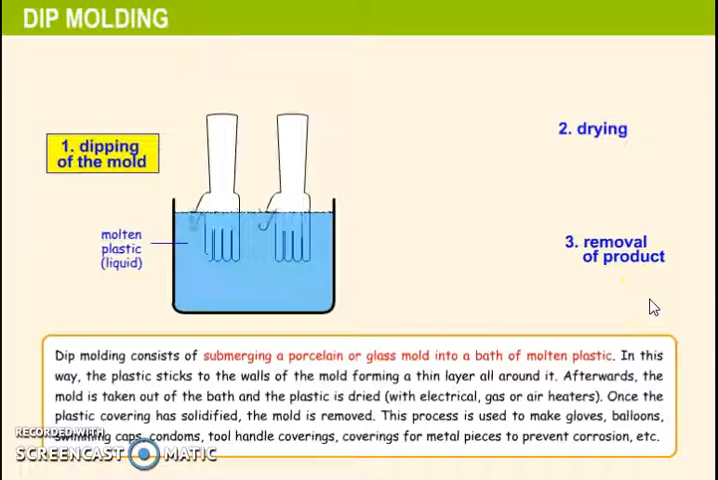 DIP MOLDING
1. dipping
of the mold
2. drying
molten
plastic
(liquid)
3. removal
of product
Dip molding consists of submerging a porcelain or glass mold into a bath of molten plastic. In this
way, the plastic sticks to the walls of the mold forming a thin layer all around it. Afterwards, the
mold is taken out of the bath and the plastic is dried (with electrical, gas or air heaters). Once the
plastic covering has solidified, the mold is removed. This process is used to make gloves, balloons,
swimming caps, condoms, tool handle coverings, coverings for metal pieces to prevent corrosion, etc.
RECORDED WITH
SCREENCAST MATIC